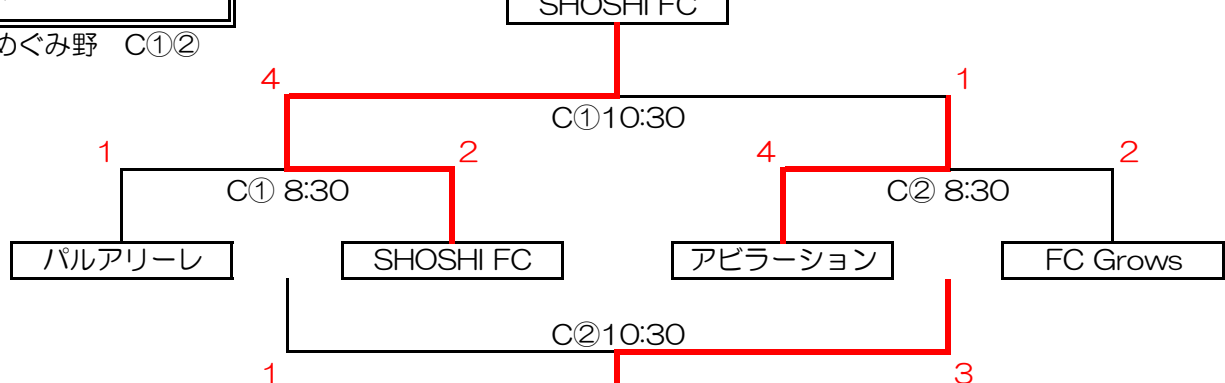 SHOSHI FC
めぐみ野 C①②
4
1
C①10:30
1
2
4
2
C① 8:30
C② 8:30
パルアリーレ
SHOSHI FC
アビラーション
FC Grows
C②10:30
1
3